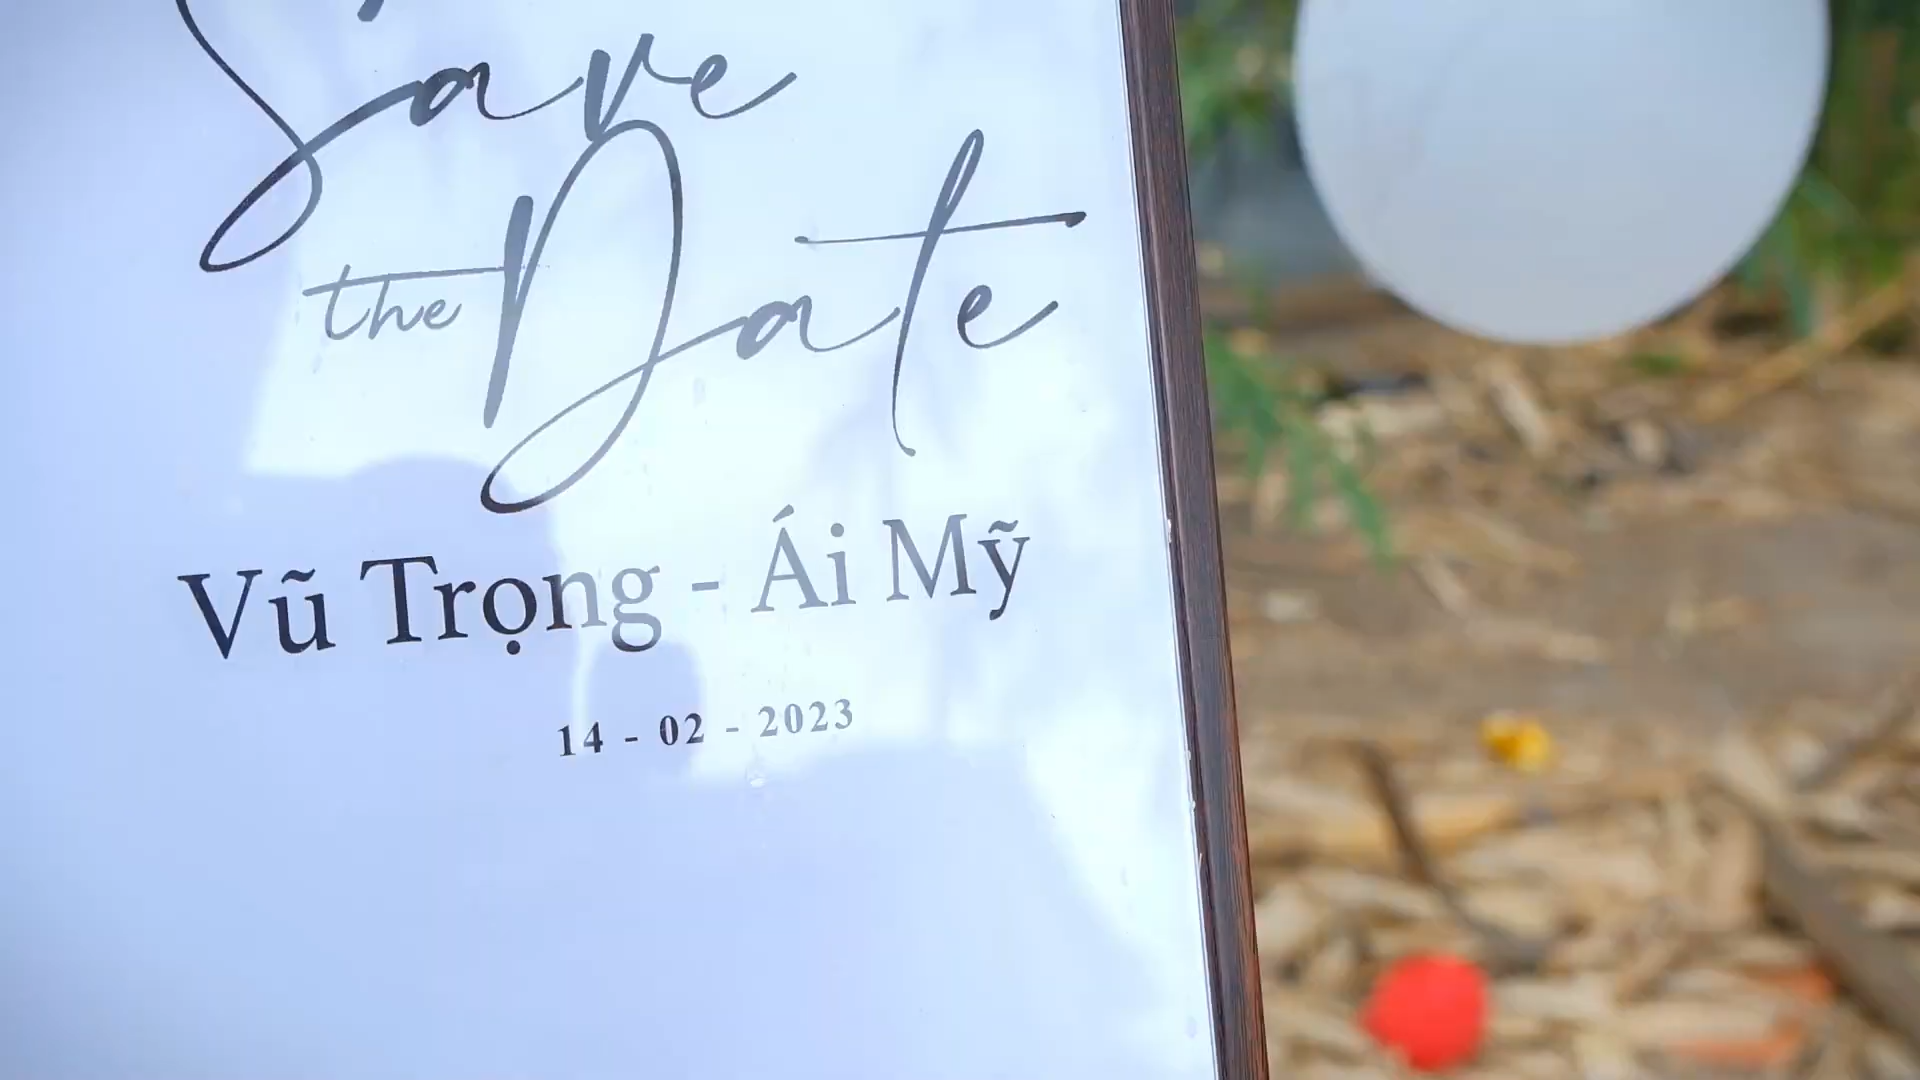 Save
the Date
Vũ Trọng - Ái Mỹ
14 - 02 - 2023